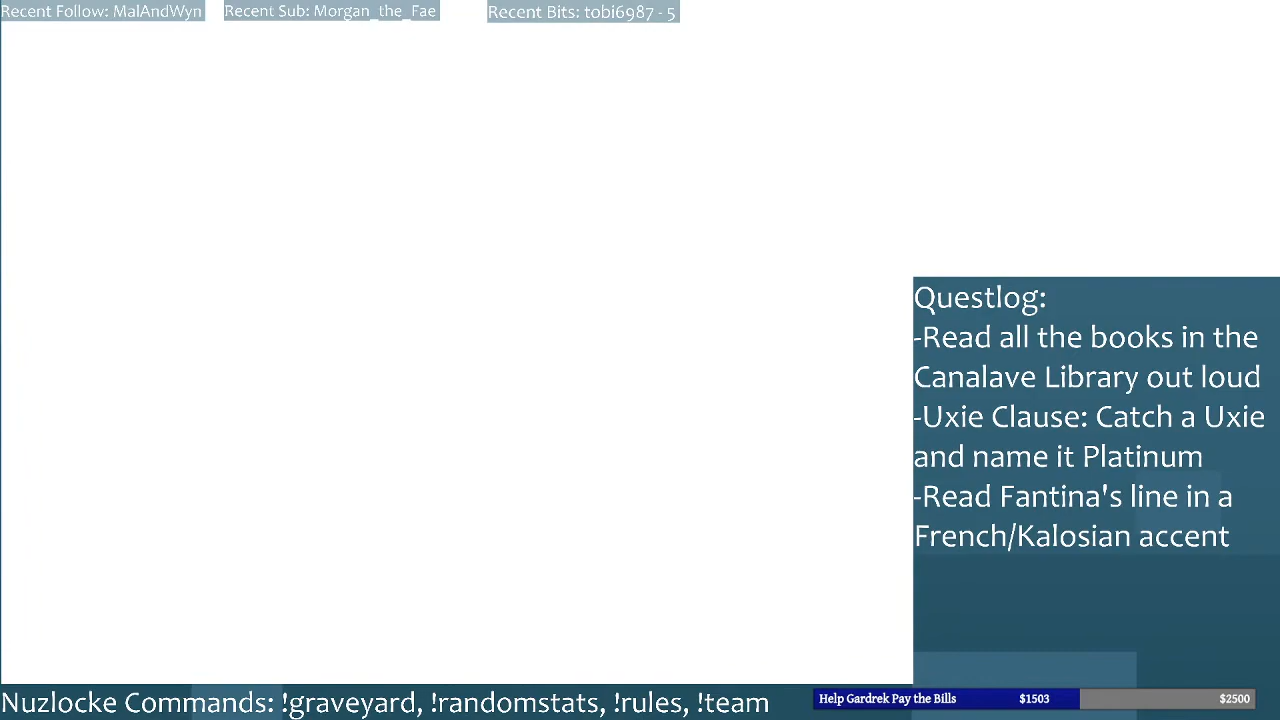 Recent Follow: MalAndWyn
Recent Sub: Morgan_the_Fae
Recent Bits: tobi6987 - 5
Questlog:
-Read all the books in the
Canalave Library out loud
-Uxie Clause: Catch a Uxie
and name it Platinum
-Read Fantina's line in a
French/Kalosian accent
Nuzlocke Commands: !graveyard, !randomstats, !rules, !team
Help Gardrek Pay the Bills $1503 $2500